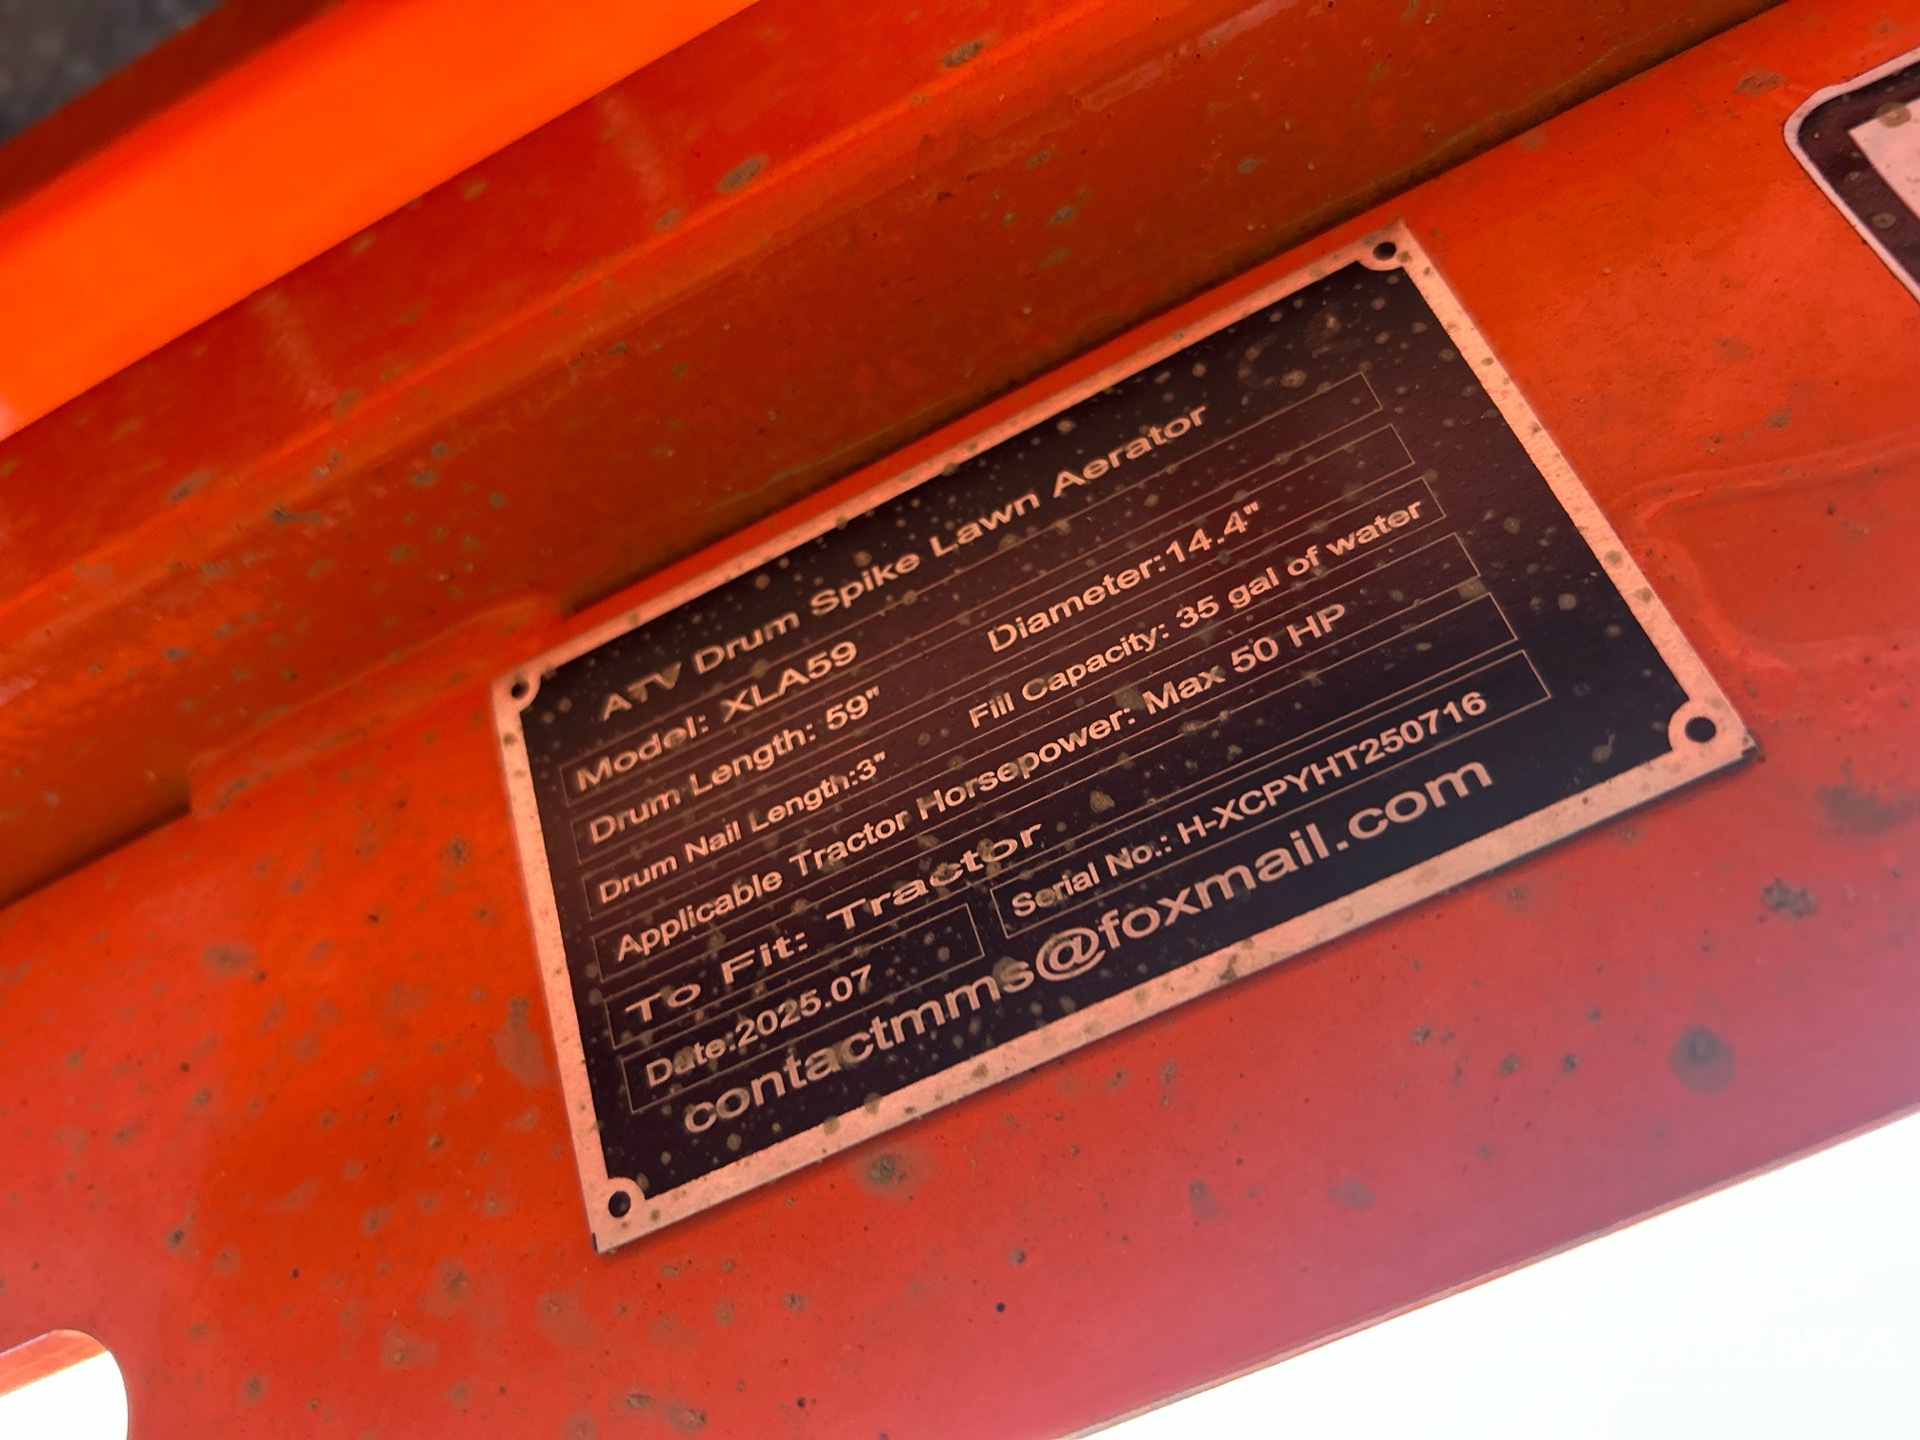 ATV Drum Spike Lawn Aerator
Model: XLA59
Drum Length: 59" Diameter:14.4"
Drum Nail Length:3" Fill Capacity: 35 gal of water
Applicable Tractor Horsepower: Max 50 HP
To Fit: Tractor
Date:2025.07 Serial No.: H-XCPYHT250716
contactmms@foxmail.com